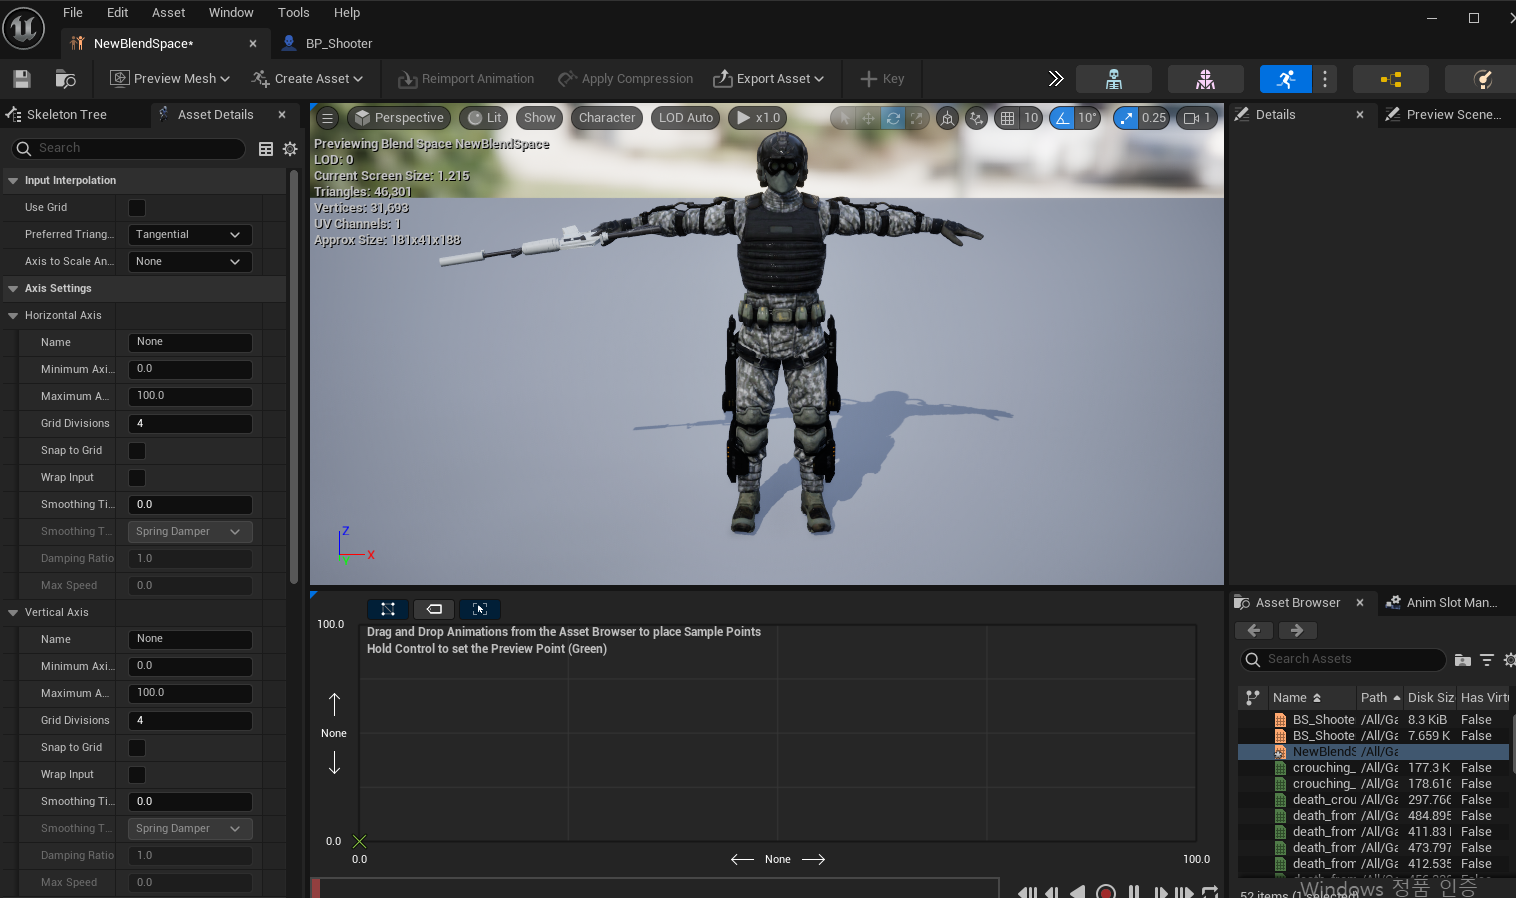 File Edit Asset Window Tools Help
NewBlendSpace* BP_Shooter
Preview Mesh Create Asset Reimport Animation Apply Compression Export Asset Key
Skeleton Tree Asset Details
Search
Input Interpolation
Use Grid
Preferred Triang... Tangential
Axis to Scale An... None
Axis Settings
Horizontal Axis
Name None
Minimum Axi... 0.0
Maximum A... 100.0
Grid Divisions 4
Snap to Grid
Wrap Input
Smoothing Ti... 0.0
Smoothing T... Spring Damper
Damping Ratio 1.0
Max Speed 0.0
Vertical Axis
Name None
Minimum Axi... 0.0
Maximum A... 100.0
Grid Divisions 4
Snap to Grid
Wrap Input
Smoothing Ti... 0.0
Smoothing T... Spring Damper
Damping Ratio 1.0
Max Speed 0.0
Perspective Lit Show Character LOD Auto x1.0 10 10° 0.25 1
Previewing Blend Space NewBlendSpace
LOD: 0
Current Screen Size: 1.215
Triangles: 46,301
Vertices: 31,693
UV Channels: 1
Approx Size: 181x41x188
Z
X
Y
100.0
Drag and Drop Animations from the Asset Browser to place Sample Points
Hold Control to set the Preview Point (Green)
None
0.0
0.0 None 100.0
Details Preview Scene...
Asset Browser Anim Slot Man...
Search Assets
Name Path Disk Siz Has Virtu
BS_Shoote /All/Ga 8.3 KiB False
BS_Shoote /All/Ga 7.659 K False
NewBlendS /All/Ga
crouching_ /All/Ga 177.3 K False
crouching_ /All/Ga 178.616 False
death_crou /All/Ga 297.766 False
death_from /All/Ga 484.895 False
death_from /All/Ga 411.83 False
death_from /All/Ga 473.797 False
death_from /All/Ga 412.535 False
52 items (1 selected)
Windows 정품 인증